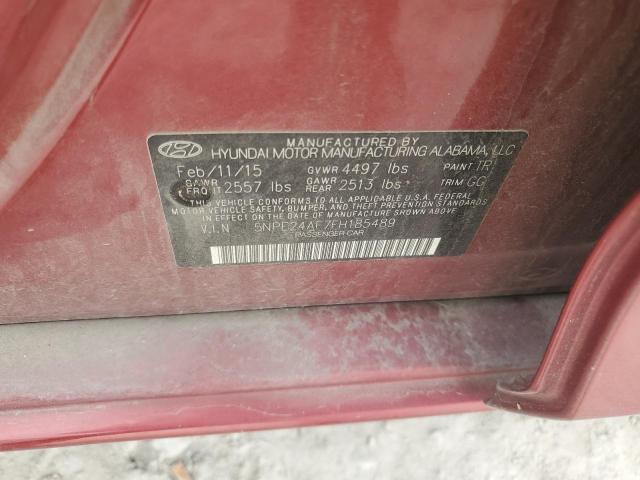 MANUFACTURED BY
HYUNDAI MOTOR MANUFACTURING ALABAMA, LLC
Feb/11/15 GVWR 4497 lbs PAINT TR
GAWR FRONT 2557 lbs GAWR REAR 2513 lbs TRIM GG
THIS VEHICLE CONFORMS TO ALL APPLICABLE FEDERAL
MOTOR VEHICLE SAFETY, BUMPER, AND THEFT PREVENTION
STANDARDS IN EFFECT ON THE DATE OF MANUFACTURE SHOWN ABOVE.
V.I.N 5NPE24AF7FH185489
PASSENGER CAR